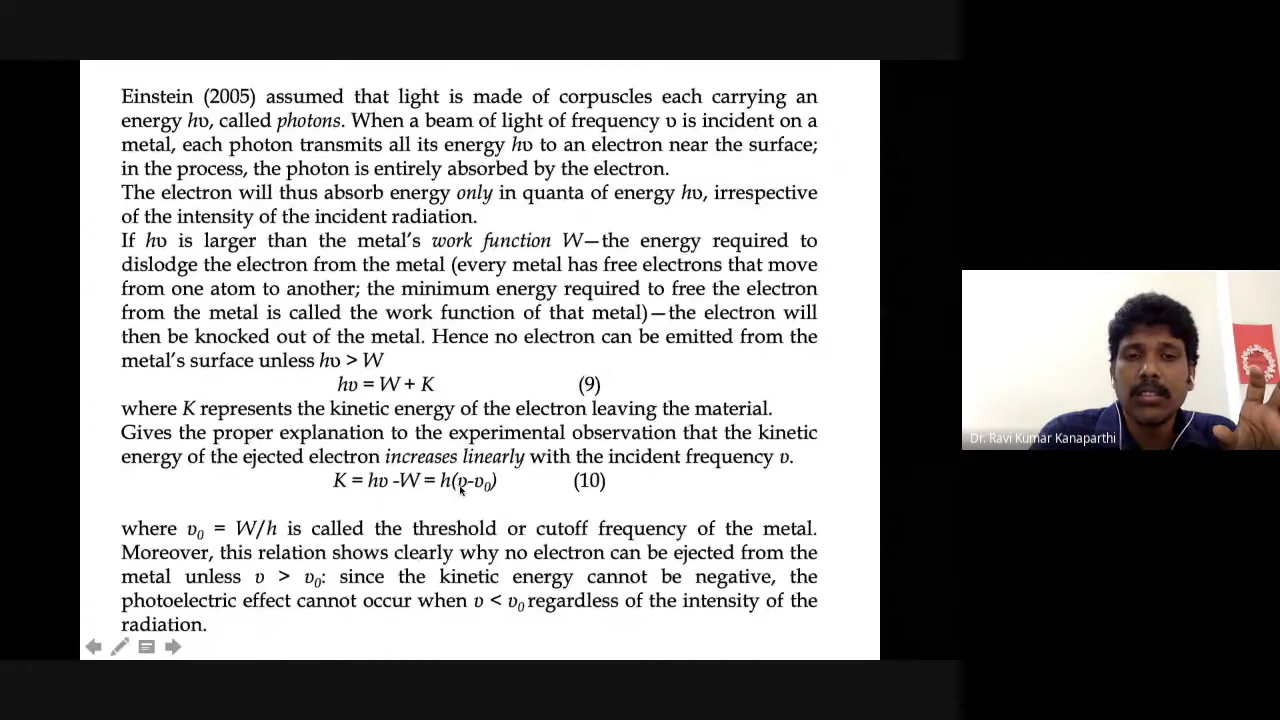 Einstein (2005) assumed that light is made of corpuscles each carrying an
energy hυ, called photons. When a beam of light of frequency υ is incident on a
metal, each photon transmits all its energy hυ to an electron near the surface;
in the process, the photon is entirely absorbed by the electron.
The electron will thus absorb energy only in quanta of energy hυ, irrespective
of the intensity of the incident radiation.
If hυ is larger than the metal's work function W—the energy required to
dislodge the electron from the metal (every metal has free electrons that move
from one atom to another; the minimum energy required to free the electron
from the metal is called the work function of that metal)—the electron will
then be knocked out of the metal. Hence no electron can be emitted from the
metal's surface unless hυ > W
hυ = W + K (9)
where K represents the kinetic energy of the electron leaving the material.
Gives the proper explanation to the experimental observation that the kinetic
energy of the ejected electron increases linearly with the incident frequency υ.
K = hυ -W = h(υ-υ₀) (10)
where υ₀ = W/h is called the threshold or cutoff frequency of the metal.
Moreover, this relation shows clearly why no electron can be ejected from the
metal unless υ > υ₀: since the kinetic energy cannot be negative, the
photoelectric effect cannot occur when υ < υ₀ regardless of the intensity of the
radiation.
Dr. Ravi Kumar Kanaparthi